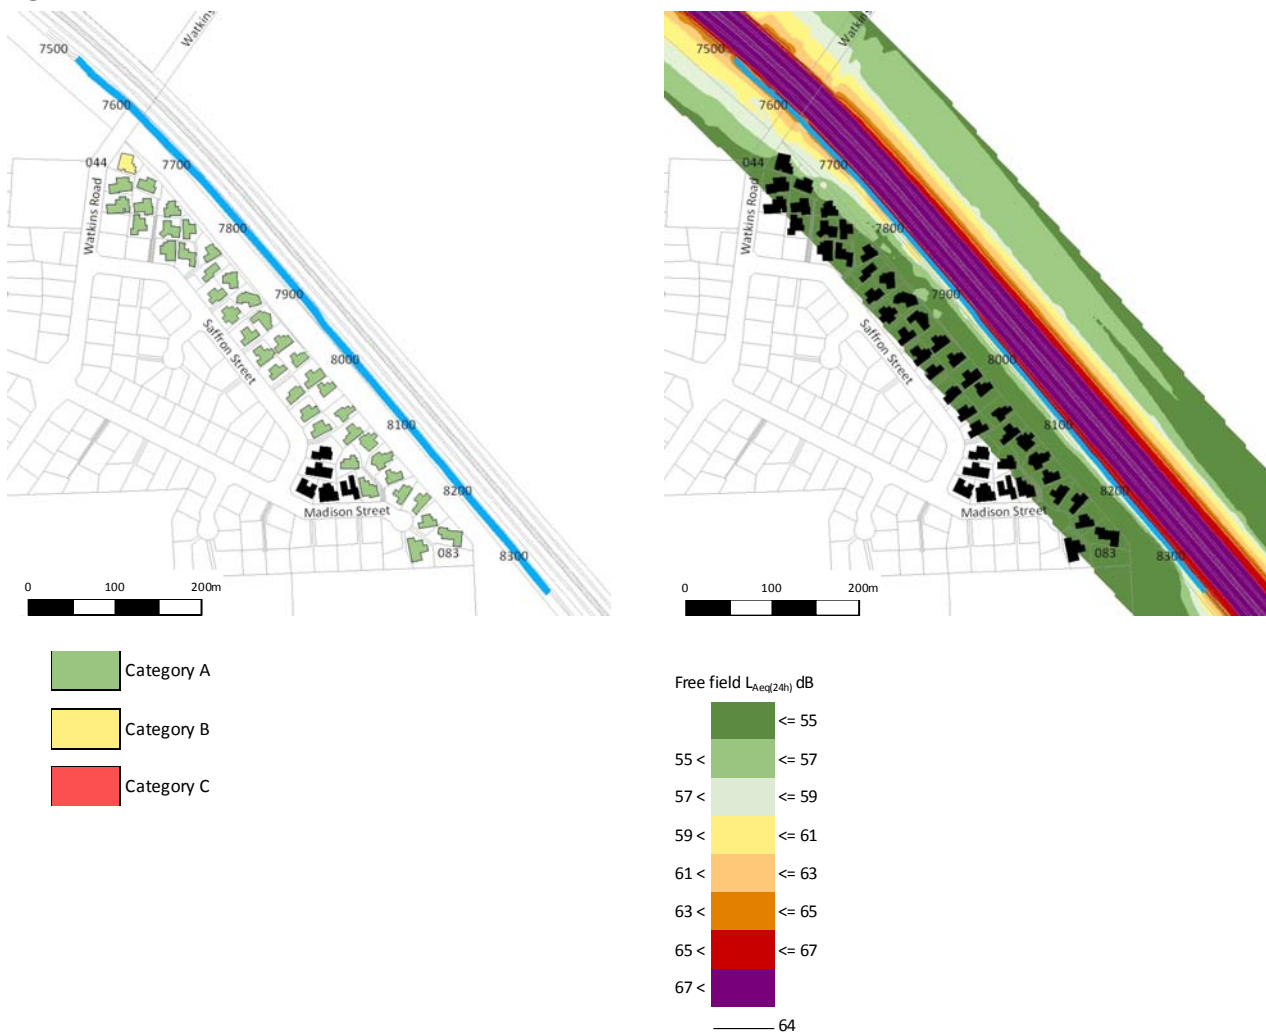 Watkins
7500
7600
044
7700
Watkins Road
7800
7900
Saffron Street
8000
8100
8200
Madison Street
083
8300
0 100 200m
Category A
Category B
Category C
Watkins
7500
7600
044
7700
Watkins Road
7800
7900
Saffron Street
8000
8100
8200
Madison Street
083
8300
0 100 200m
Free field LAeq(24h) dB
<= 55
55 < <= 57
57 < <= 59
59 < <= 61
61 < <= 63
63 < <= 65
65 < <= 67
67 <
64